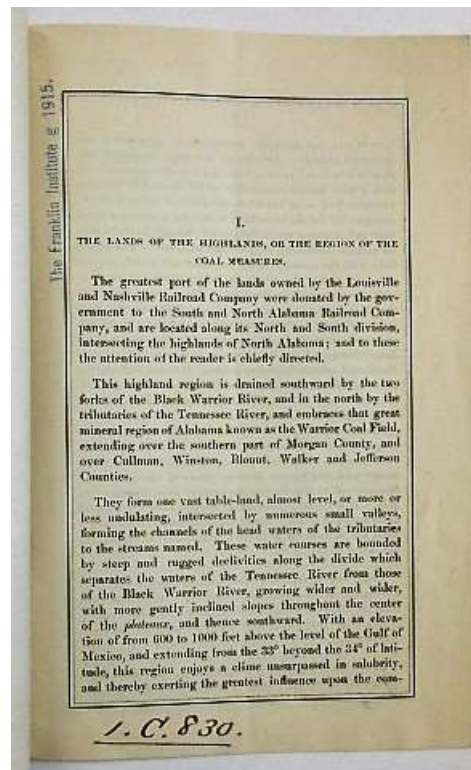 The Franklin Institute g 1915.
I.
THE LANDS OF THE HIGHLANDS, OR THE REGION OF THE
COAL MEASURES.
The greatest part of the lands owned by the Louisville
and Nashville Railroad Company were donated by the gov-
ernment to the South and North Alabama Railroad Com-
pany, and are located along its North and South division,
intersecting the highlands of North Alabama; and to these
the attention of the reader is chiefly directed.
This highland region is drained southward by the two
forks of the Black Warrior River, and in the north by the
tributaries of the Tennessee River, and embraces that great
mineral region of Alabama known as the Warrior Coal Field,
extending over the southern part of Morgan County, and
over Cullman, Winston, Blount, Walker and Jefferson
Counties.
They form one vast table-land, almost level, or more or
less undulating, intersected by numerous small valleys,
forming the channels of the head waters of the tributaries
to the streams named. These water courses are bounded
by steep and rugged declivities along the divide which
separates the waters of the Tennessee River from those
of the Black Warrior River, growing wider and wider,
with more gently inclined slopes throughout the center
of the plateaux, and thence southward. With an eleva-
tion of from 600 to 1000 feet above the level of the Gulf of
Mexico, and extending from the 33° beyond the 34° of lati-
tude, this region enjoys a clime unsurpassed in salubrity,
and thereby exerting the greatest influence upon the com-
1.C.830.